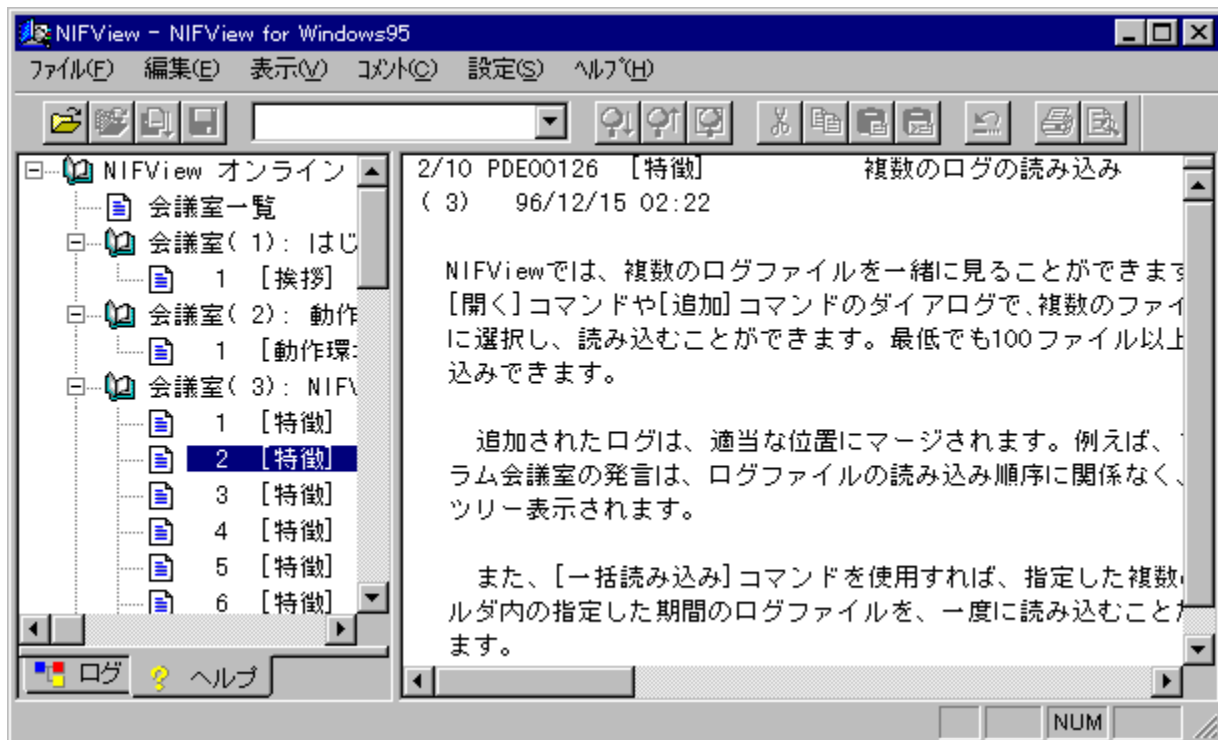 NIFView - NIFView for Windows95
ファイル(F) 編集(E) 表示(V) コメント(C) 設定(S) ヘルプ(H)
NIFView オンライン
会議室一覧
会議室( 1): はじ
1 [挨拶]
会議室( 2): 動作
1 [動作環
会議室( 3): NIFV
1 [特徴]
2 [特徴]
3 [特徴]
4 [特徴]
5 [特徴]
6 [特徴]
ログ ヘルプ
2/10 PDE00126 [特徴] 複数のログの読み込み
( 3) 96/12/15 02:22
NIFViewでは、複数のログファイルを一緒に見ることができます
[開く]コマンドや[追加]コマンドのダイアログで、複数のファイ
に選択し、読み込むことができます。最低でも100ファイル以上
込みできます。
追加されたログは、適当な位置にマージされます。例えば、
ラム会議室の発言は、ログファイルの読み込み順序に関係なく、
ツリー表示されます。
また、[一括読み込み]コマンドを使用すれば、指定した複数
ルダ内の指定した期間のログファイルを、一度に読み込むこと
ます。
NUM